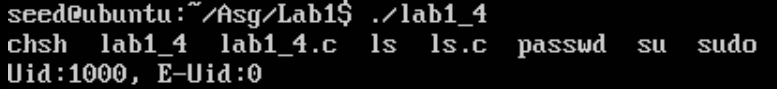 seed@ubuntu:~/Asg/Lab1$ ./lab1_4
chsh  lab1_4  lab1_4.c  ls  ls.c  passwd  su  sudo
Uid:1000, E-Uid:0